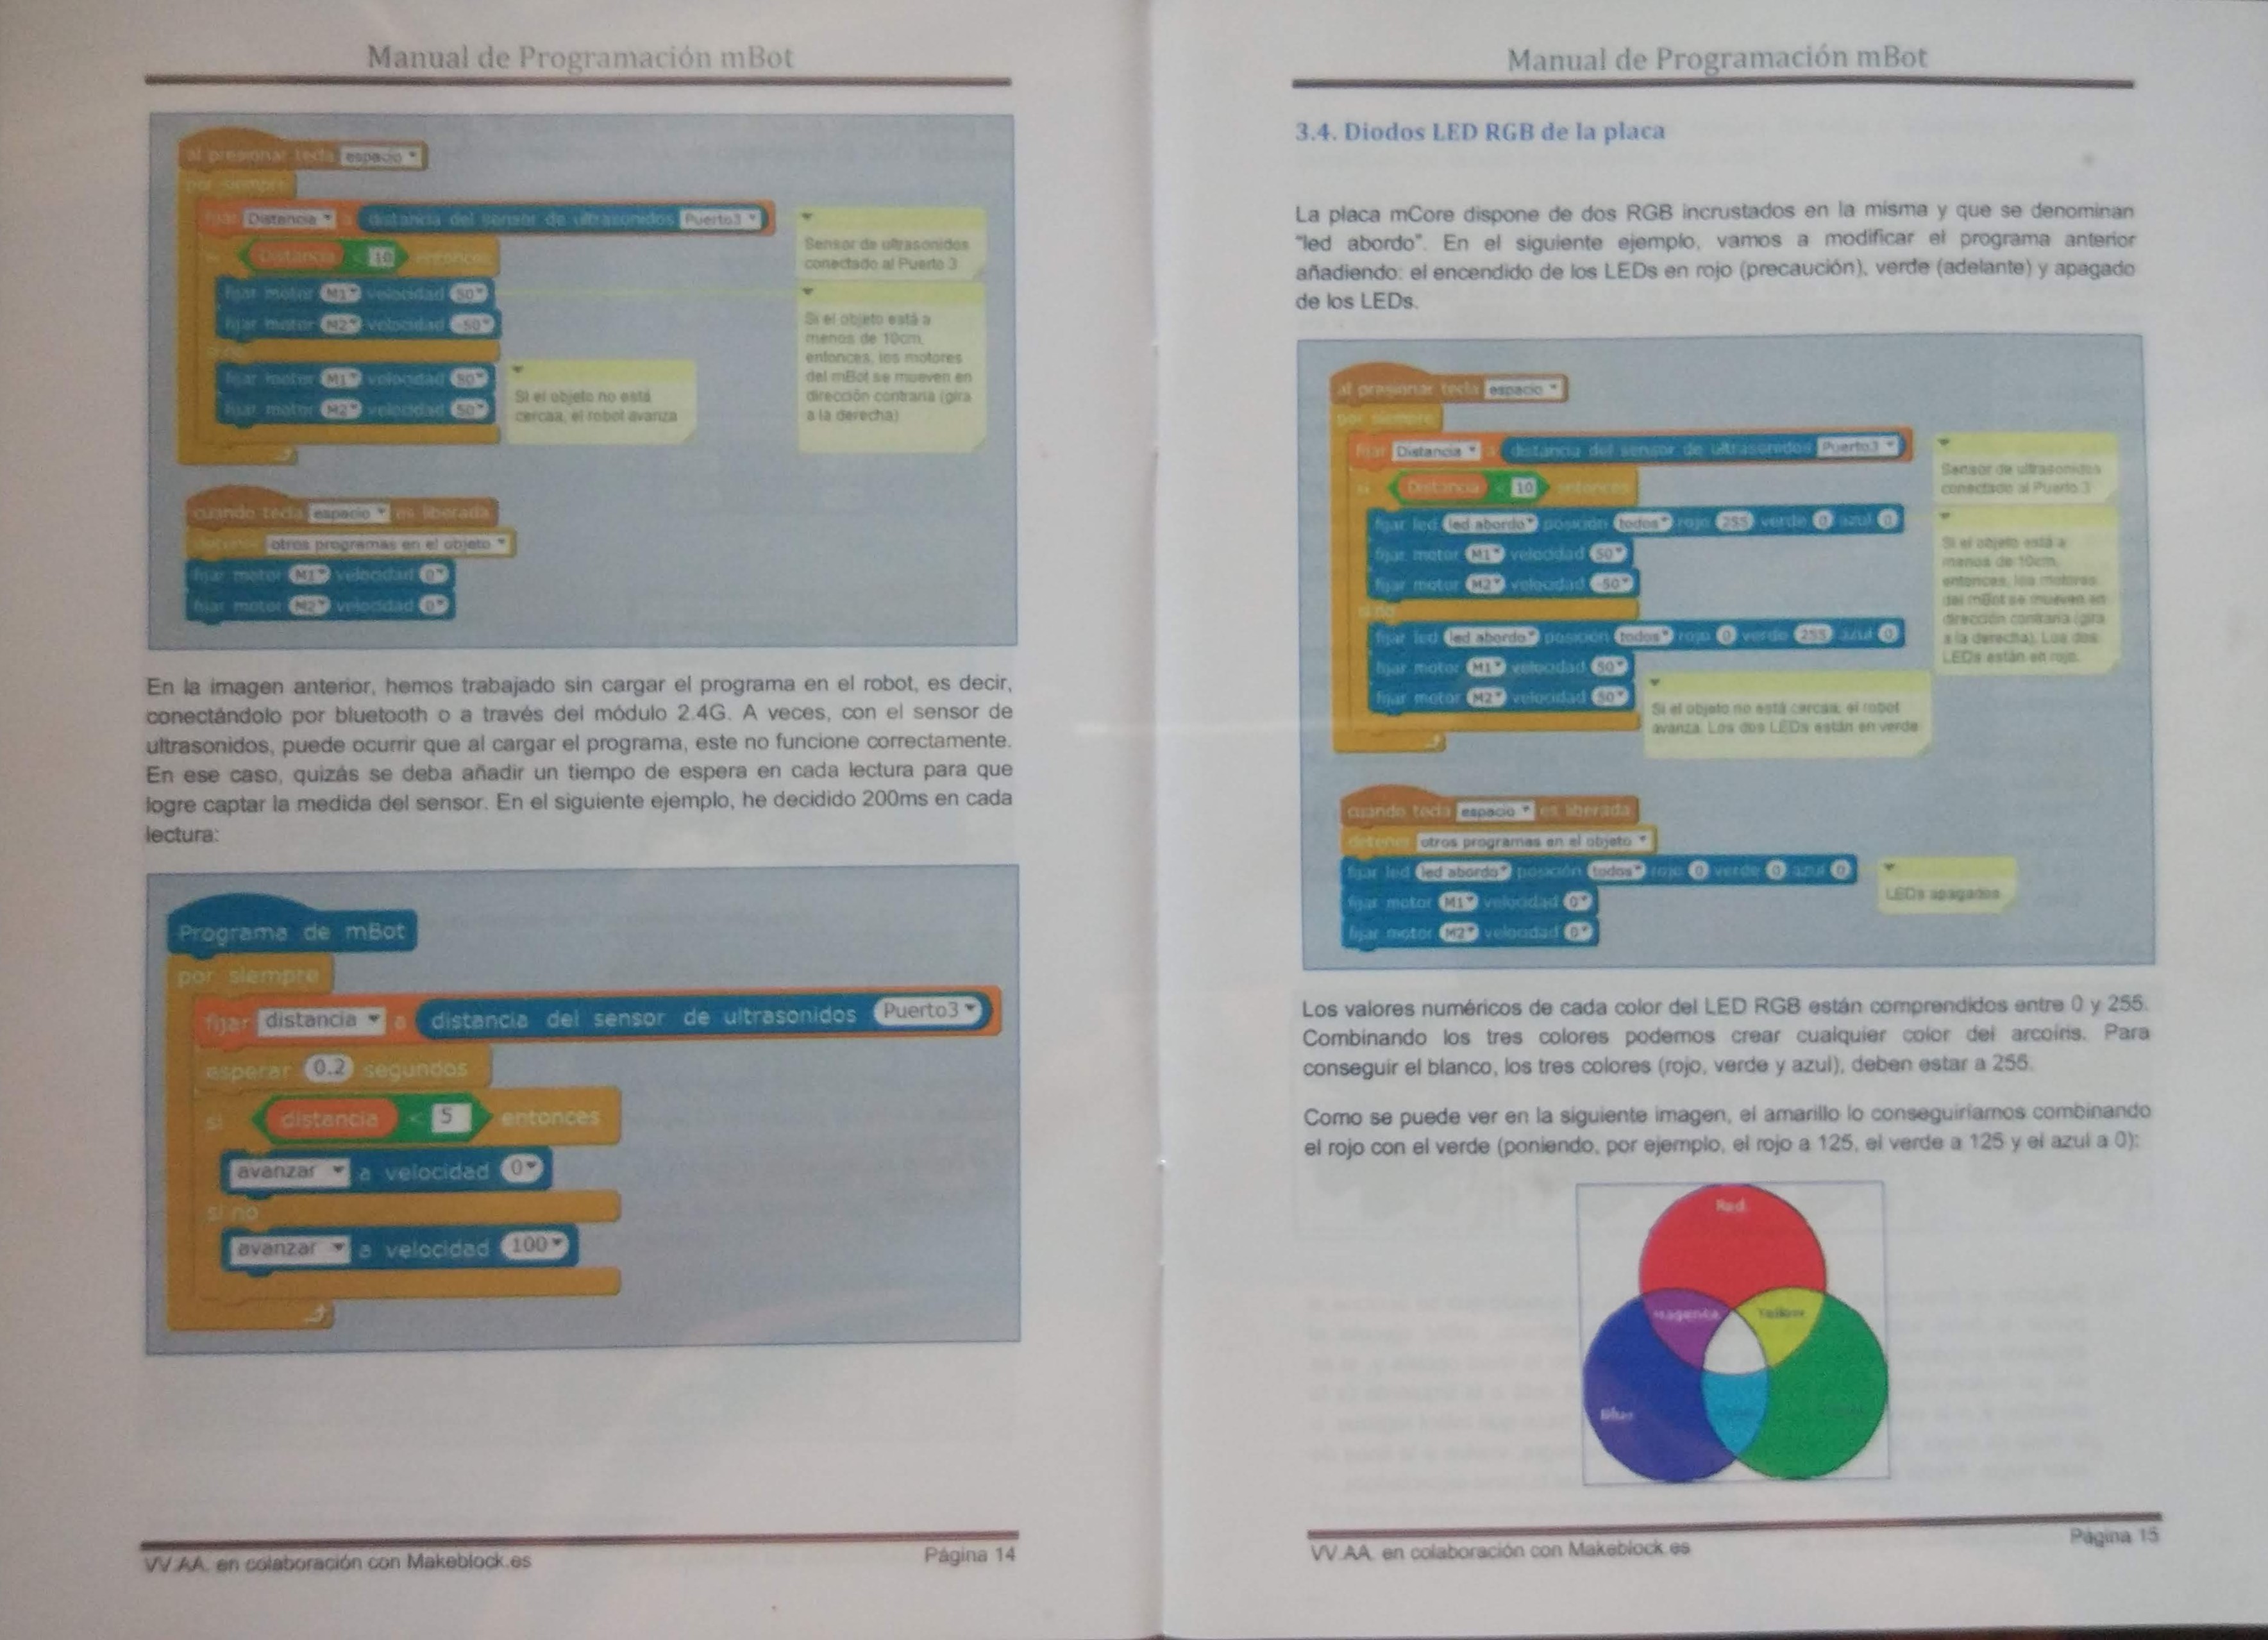 Manual de Programación mBot
al presionar tecla espacio
por siempre
fijar Distancia a distancia del sensor de ultrasonidos Puerto3
si Distancia < 10 entonces
fijar motor M1 velocidad 50
fijar motor M2 velocidad -50
si no
fijar motor M1 velocidad 50
fijar motor M2 velocidad 50
Sensor de ultrasonidos
conectado al Puerto 3
Si el objeto está a
menos de 10cm,
entonces, los motores
del mBot se mueven en
dirección contraria (gira
a la derecha)
Si el objeto no está
cercaa, el robot avanza
cuando tecla espacio es liberada
detener otros programas en el objeto
fijar motor M1 velocidad 0
fijar motor M2 velocidad 0
En la imagen anterior, hemos trabajado sin cargar el programa en el robot, es decir,
conectándolo por bluetooth o a través del módulo 2.4G. A veces, con el sensor de
ultrasonidos, puede ocurrir que al cargar el programa, este no funcione correctamente.
En ese caso, quizás se deba añadir un tiempo de espera en cada lectura para que
logre captar la medida del sensor. En el siguiente ejemplo, he decidido 200ms en cada
lectura:
Programa de mBot
por siempre
fijar distancia a distancia del sensor de ultrasonidos Puerto3
esperar 0.2 segundos
si distancia < 5 entonces
avanzar a velocidad 0
si no
avanzar a velocidad 100
VV.AA. en colaboración con Makeblock.es
Página 14
Manual de Programación mBot
3.4. Diodos LED RGB de la placa
La placa mCore dispone de dos RGB incrustados en la misma y que se denominan
"led abordo". En el siguiente ejemplo, vamos a modificar el programa anterior
añadiendo: el encendido de los LEDs en rojo (precaución), verde (adelante) y apagado
de los LEDs.
al presionar tecla espacio
por siempre
fijar Distancia a distancia del sensor de ultrasonidos Puerto3
si Distancia < 10 entonces
fijar led led abordo posición todos rojo 255 verde 0 azul 0
fijar motor M1 velocidad 50
fijar motor M2 velocidad -50
si no
fijar led led abordo posición todos rojo 0 verde 255 azul 0
fijar motor M1 velocidad 50
fijar motor M2 velocidad 50
Sensor de ultrasonidos
conectado al Puerto 3
Si el objeto está a
menos de 10cm,
entonces, los motores
del mBot se mueven en
dirección contraria (gira
a la derecha). Los dos
LEDs están en rojo.
Si el objeto no está cercaa, el robot
avanza. Los dos LEDs están en verde
cuando tecla espacio es liberada
detener otros programas en el objeto
fijar led led abordo posición todos rojo 0 verde 0 azul 0
fijar motor M1 velocidad 0
fijar motor M2 velocidad 0
LEDs apagados
Los valores numéricos de cada color del LED RGB están comprendidos entre 0 y 255.
Combinando los tres colores podemos crear cualquier color del arcoíris. Para
conseguir el blanco, los tres colores (rojo, verde y azul), deben estar a 255.
Como se puede ver en la siguiente imagen, el amarillo lo conseguiríamos combinando
el rojo con el verde (poniendo, por ejemplo, el rojo a 125, el verde a 125 y el azul a 0):
Red
Magenta Yellow
Blue
VV.AA. en colaboración con Makeblock.es
Página 15